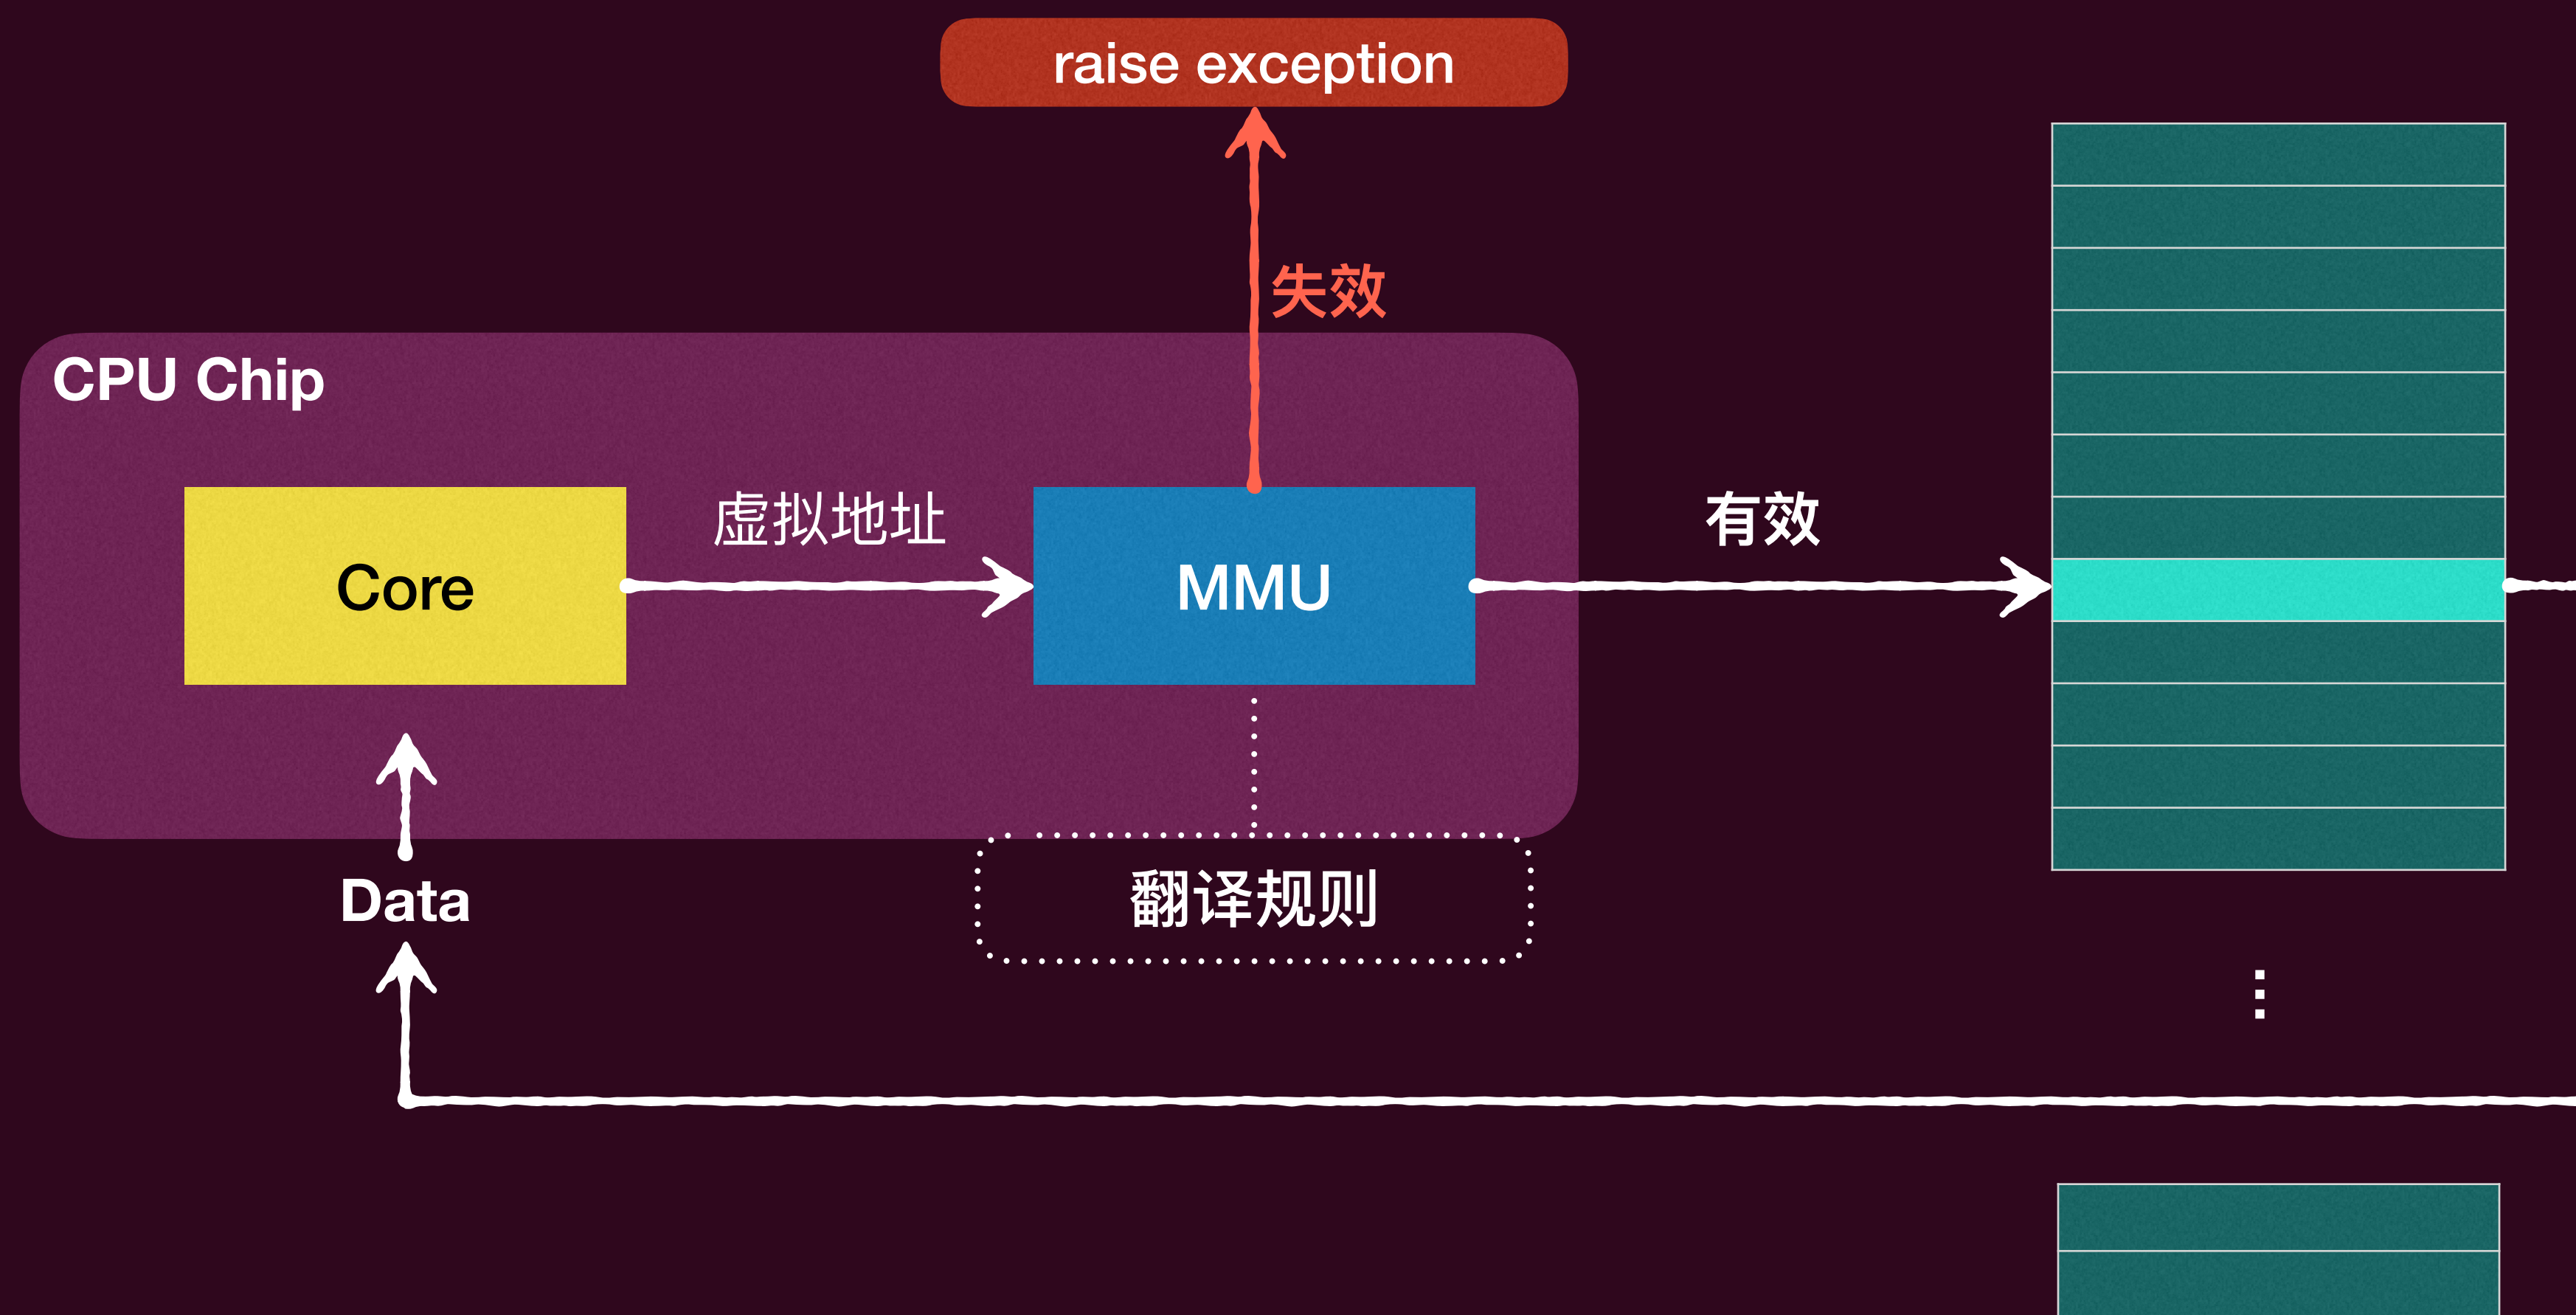 raise exception
失效
CPU Chip
Core
虚拟地址
MMU
有效
Data
翻译规则